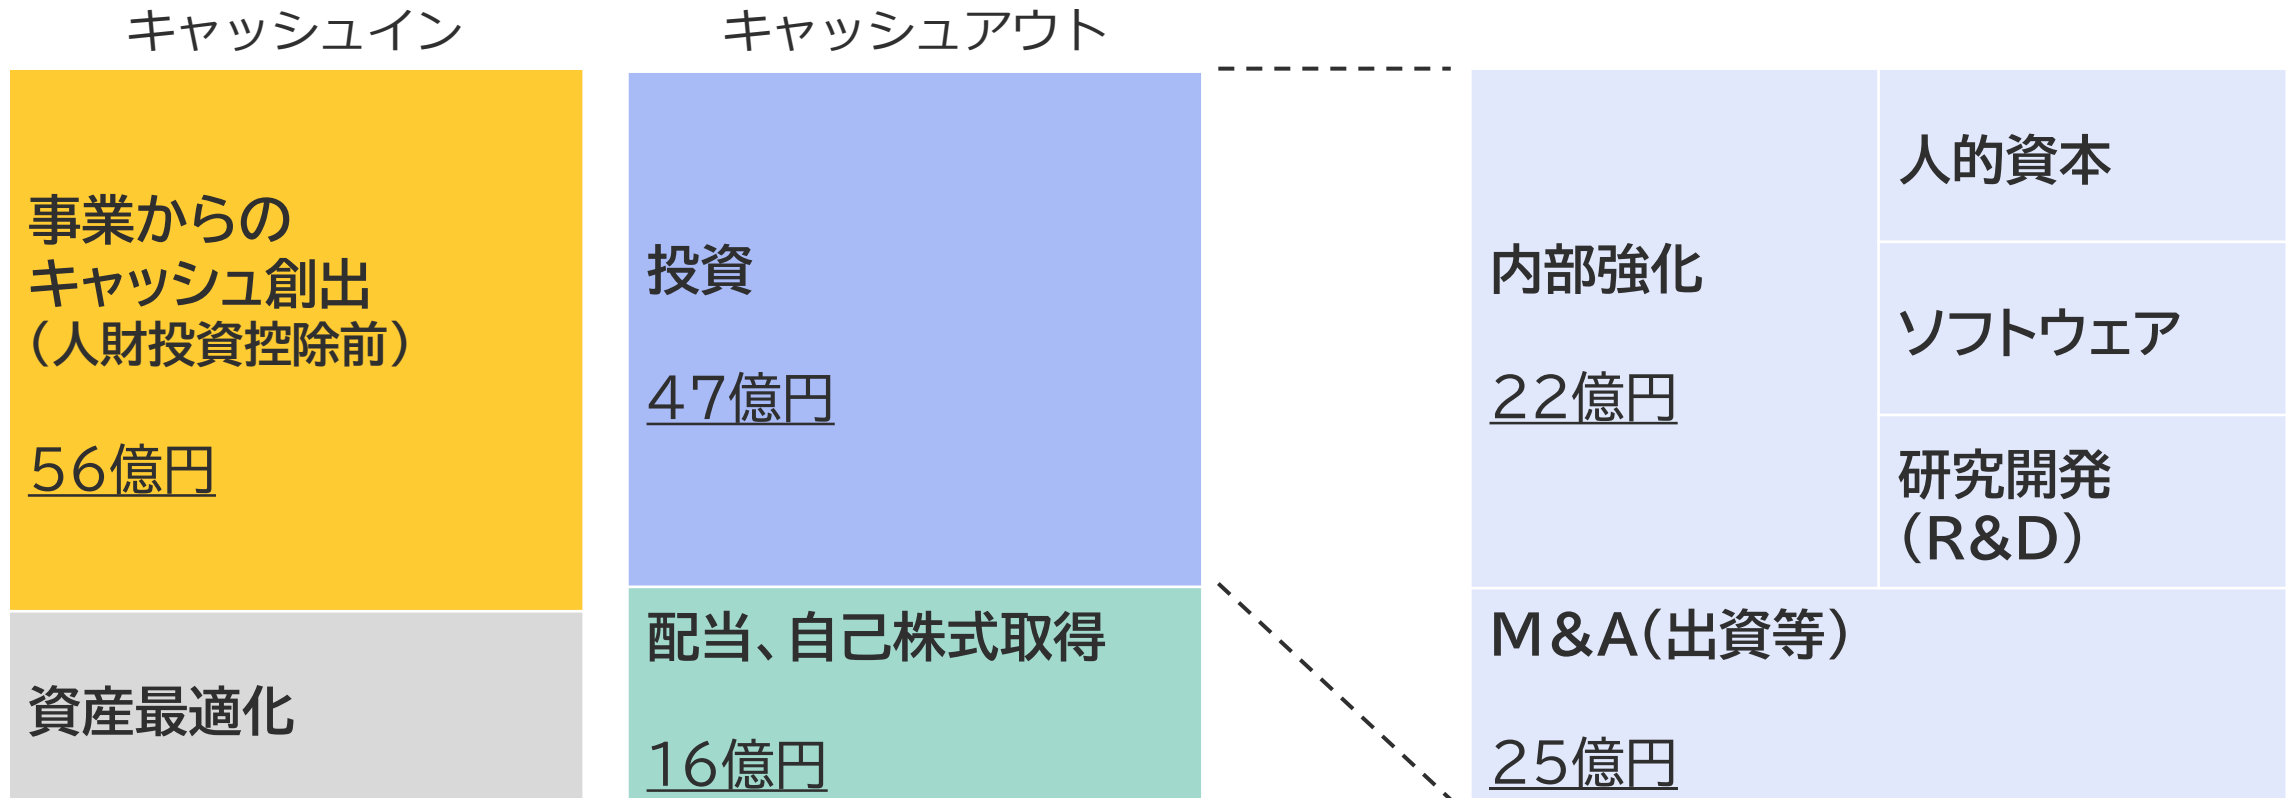 キャッシュイン
キャッシュアウト
事業からの
キャッシュ創出
（人財投資控除前）
56億円
資産最適化
投資
47億円
配当、自己株式取得
16億円
内部強化
22億円
人的資本
ソフトウェア
研究開発
（R&D）
M&A（出資等）
25億円